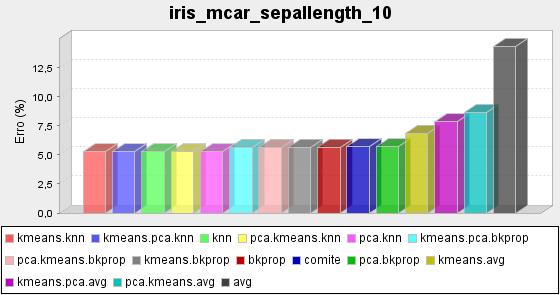 iris_mcar_sepallength_10
Erro (%)
12,5
10,0
7,5
5,0
2,5
0,0
kmeans.knn kmeans.pca.knn knn pca.kmeans.knn pca.knn kmeans.pca.bkprop
pca.kmeans.bkprop kmeans.bkprop bkprop comite pca.bkprop kmeans.avg
kmeans.pca.avg pca.kmeans.avg avg